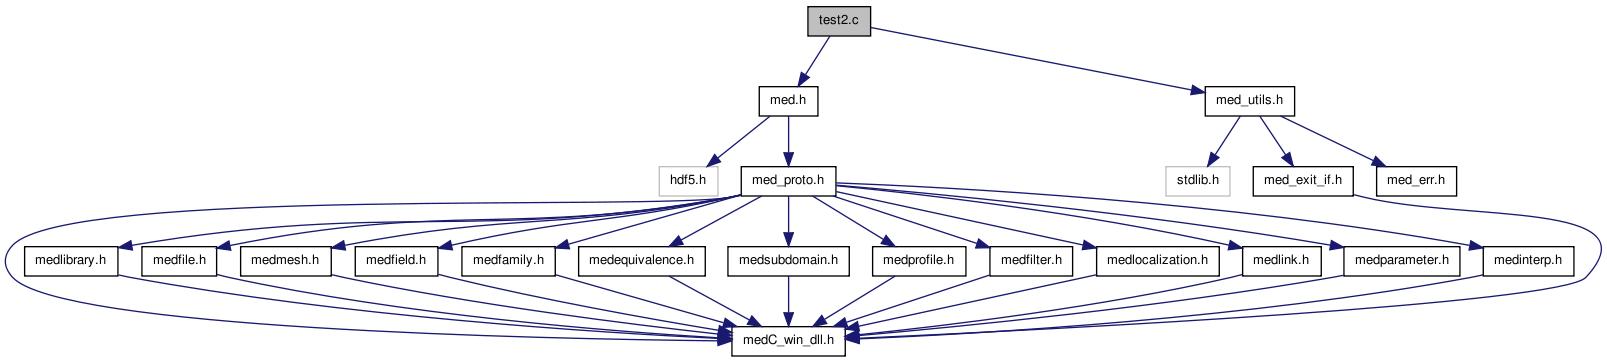 test2.c
med.h
med_utils.h
hdf5.h
med_proto.h
stdlib.h
med_exit_if.h
med_err.h
medlibrary.h
medfile.h
medmesh.h
medfield.h
medfamily.h
medequivalence.h
medsubdomain.h
medprofile.h
medfilter.h
medlocalization.h
medlink.h
medparameter.h
medinterp.h
medC_win_dll.h